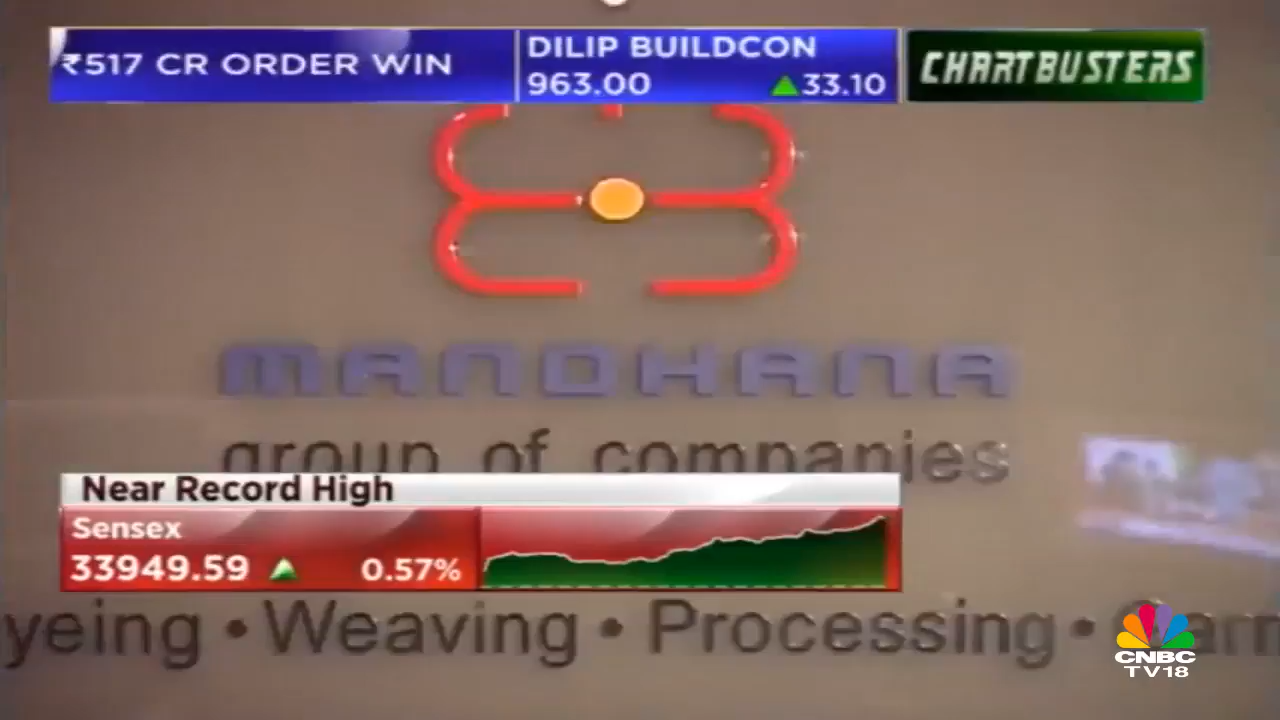 ₹517 CR ORDER WIN
DILIP BUILDCON
963.00 ▲33.10
CHARTBUSTERS
MANDHANA
group of companies
Near Record High
Sensex
33949.59 ▲ 0.57%
yeing • Weaving • Processing •
CNBC
TV18